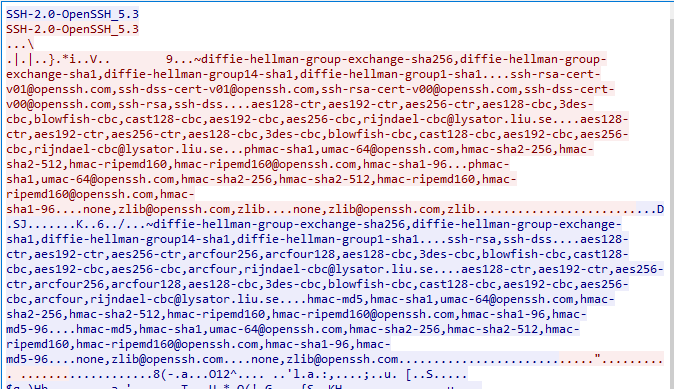 SSH-2.0-OpenSSH_5.3
SSH-2.0-OpenSSH_5.3
...\
.|.|..}.*i..V.. 9...~diffie-hellman-group-exchange-sha256,diffie-hellman-group-
exchange-sha1,diffie-hellman-group14-sha1,diffie-hellman-group1-sha1....ssh-rsa-cert-
v01@openssh.com,ssh-dss-cert-v01@openssh.com,ssh-rsa-cert-v00@openssh.com,ssh-dss-cert-
v00@openssh.com,ssh-rsa,ssh-dss....aes128-ctr,aes192-ctr,aes256-ctr,aes128-cbc,3des-
cbc,blowfish-cbc,cast128-cbc,aes192-cbc,aes256-cbc,rijndael-cbc@lysator.liu.se....aes128-
ctr,aes192-ctr,aes256-ctr,aes128-cbc,3des-cbc,blowfish-cbc,cast128-cbc,aes192-cbc,aes256-
cbc,rijndael-cbc@lysator.liu.se...phmac-sha1,umac-64@openssh.com,hmac-sha2-256,hmac-
sha2-512,hmac-ripemd160,hmac-ripemd160@openssh.com,hmac-sha1-96...phmac-
sha1,umac-64@openssh.com,hmac-sha2-256,hmac-sha2-512,hmac-ripemd160,hmac-
ripemd160@openssh.com,hmac-
sha1-96....none,zlib@openssh.com,zlib....none,zlib@openssh.com,zlib.........................D
.SJ.......K..6../...~diffie-hellman-group-exchange-sha256,diffie-hellman-group-exchange-
sha1,diffie-hellman-group14-sha1,diffie-hellman-group1-sha1....ssh-rsa,ssh-dss....aes128-
ctr,aes192-ctr,aes256-ctr,arcfour256,arcfour128,aes128-cbc,3des-cbc,blowfish-cbc,cast128-
cbc,aes192-cbc,aes256-cbc,arcfour,rijndael-cbc@lysator.liu.se....aes128-ctr,aes192-ctr,aes256-
ctr,arcfour256,arcfour128,aes128-cbc,3des-cbc,blowfish-cbc,cast128-cbc,aes192-cbc,aes256-
cbc,arcfour,rijndael-cbc@lysator.liu.se....hmac-md5,hmac-sha1,umac-64@openssh.com,hmac-
sha2-256,hmac-sha2-512,hmac-ripemd160,hmac-ripemd160@openssh.com,hmac-sha1-96,hmac-
md5-96....hmac-md5,hmac-sha1,umac-64@openssh.com,hmac-sha2-256,hmac-sha2-512,hmac-
ripemd160,hmac-ripemd160@openssh.com,hmac-sha1-96,hmac-
md5-96....none,zlib@openssh.com....none,zlib@openssh.com.......................".........
. ..................8(-.a...O12^.... ..'l.a.:,....;..u. [..S.....